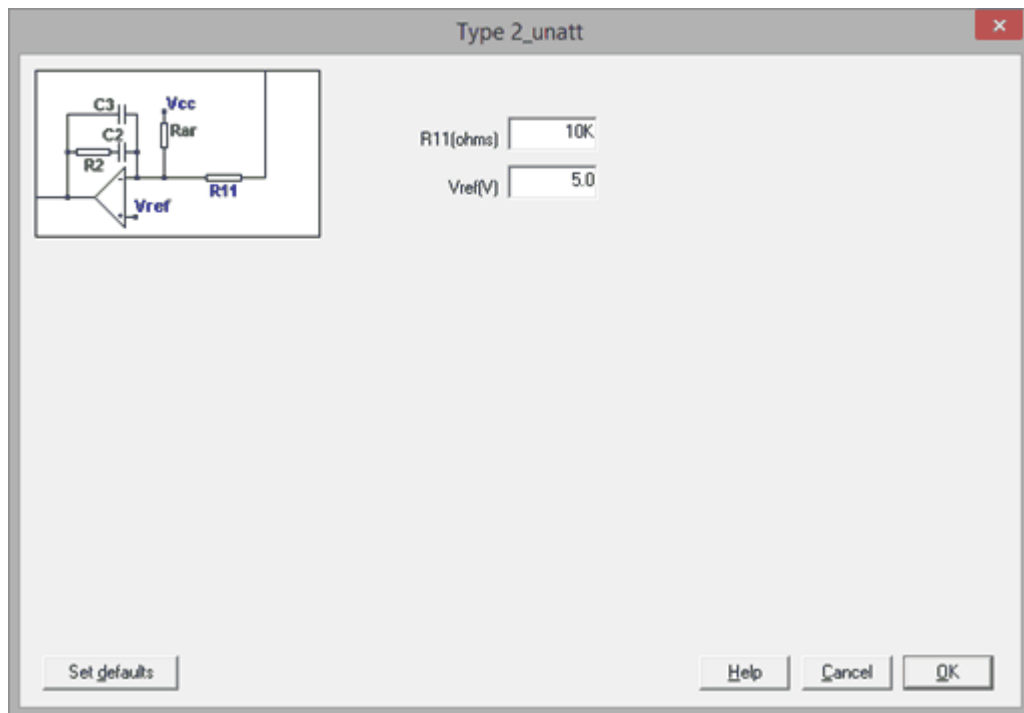 Type 2_unatt
C3
Vcc
C2
Rar
R2
R11
Vref
R11(ohms) 10K
Vref(V) 5.0
Set defaults
Help
Cancel
OK